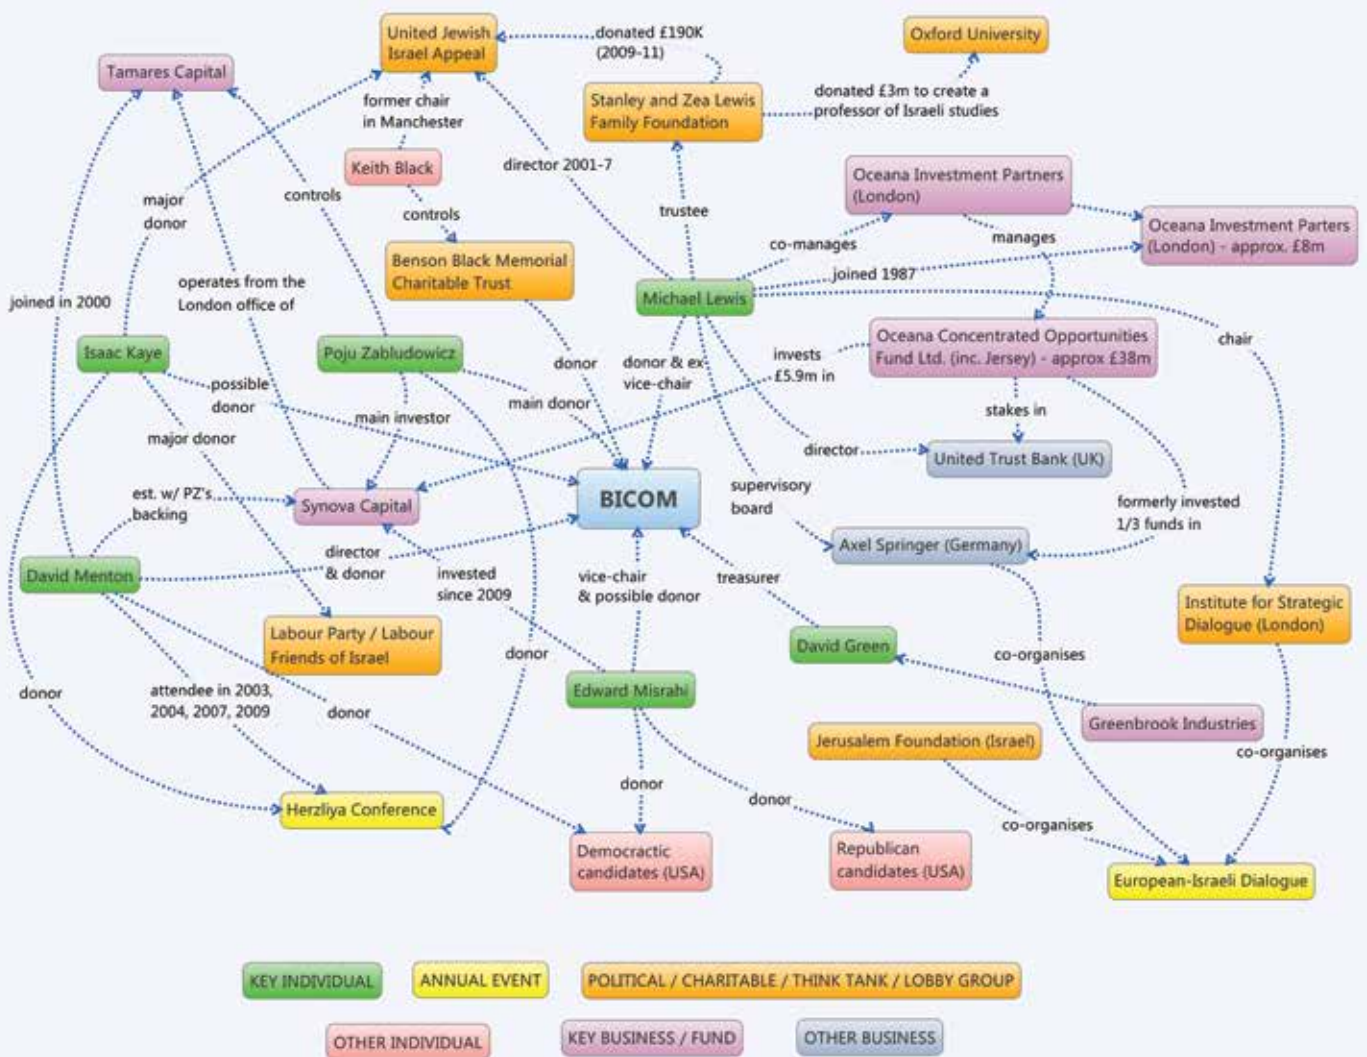 United Jewish
Israel Appeal
donated £190K
(2009-11)
Oxford University
Tamares Capital
former chair
in Manchester
Stanley and Zea Lewis
Family Foundation
donated £3m to create a
professor of Israeli studies
Keith Black
director 2001-7
Oceana Investment Partners
(London)
major
donor
controls
controls
trustee
co-manages
manages
Oceana Investment Parters
(London) - approx. £8m
Benson Black Memorial
Charitable Trust
joined 1987
Michael Lewis
operates from the
London office of
joined in 2000
Isaac Kaye
Poju Zabludowicz
donor
donor & ex
vice-chair
invests
£5.9m in
Oceana Concentrated Opportunities
Fund Ltd. (inc. Jersey) - approx £38m
chair
possible
donor
main donor
main investor
major donor
stakes in
director
United Trust Bank (UK)
est. w/ PZ's
backing
Synova Capital
BICOM
supervisory
board
formerly invested
1/3 funds in
Axel Springer (Germany)
director
& donor
David Menton
invested
since 2009
vice-chair
& possible donor
treasurer
Institute for Strategic
Dialogue (London)
Labour Party / Labour
Friends of Israel
David Green
donor
co-organises
donor
attendee in 2003,
2004, 2007, 2009
donor
Edward Misrahi
Greenbrook Industries
Jerusalem Foundation (Israel)
co-organises
donor
donor
Herzliya Conference
co-organises
Democractic
candidates (USA)
Republican
candidates (USA)
European-Israeli Dialogue
KEY INDIVIDUAL
ANNUAL EVENT
POLITICAL / CHARITABLE / THINK TANK / LOBBY GROUP
OTHER INDIVIDUAL
KEY BUSINESS / FUND
OTHER BUSINESS